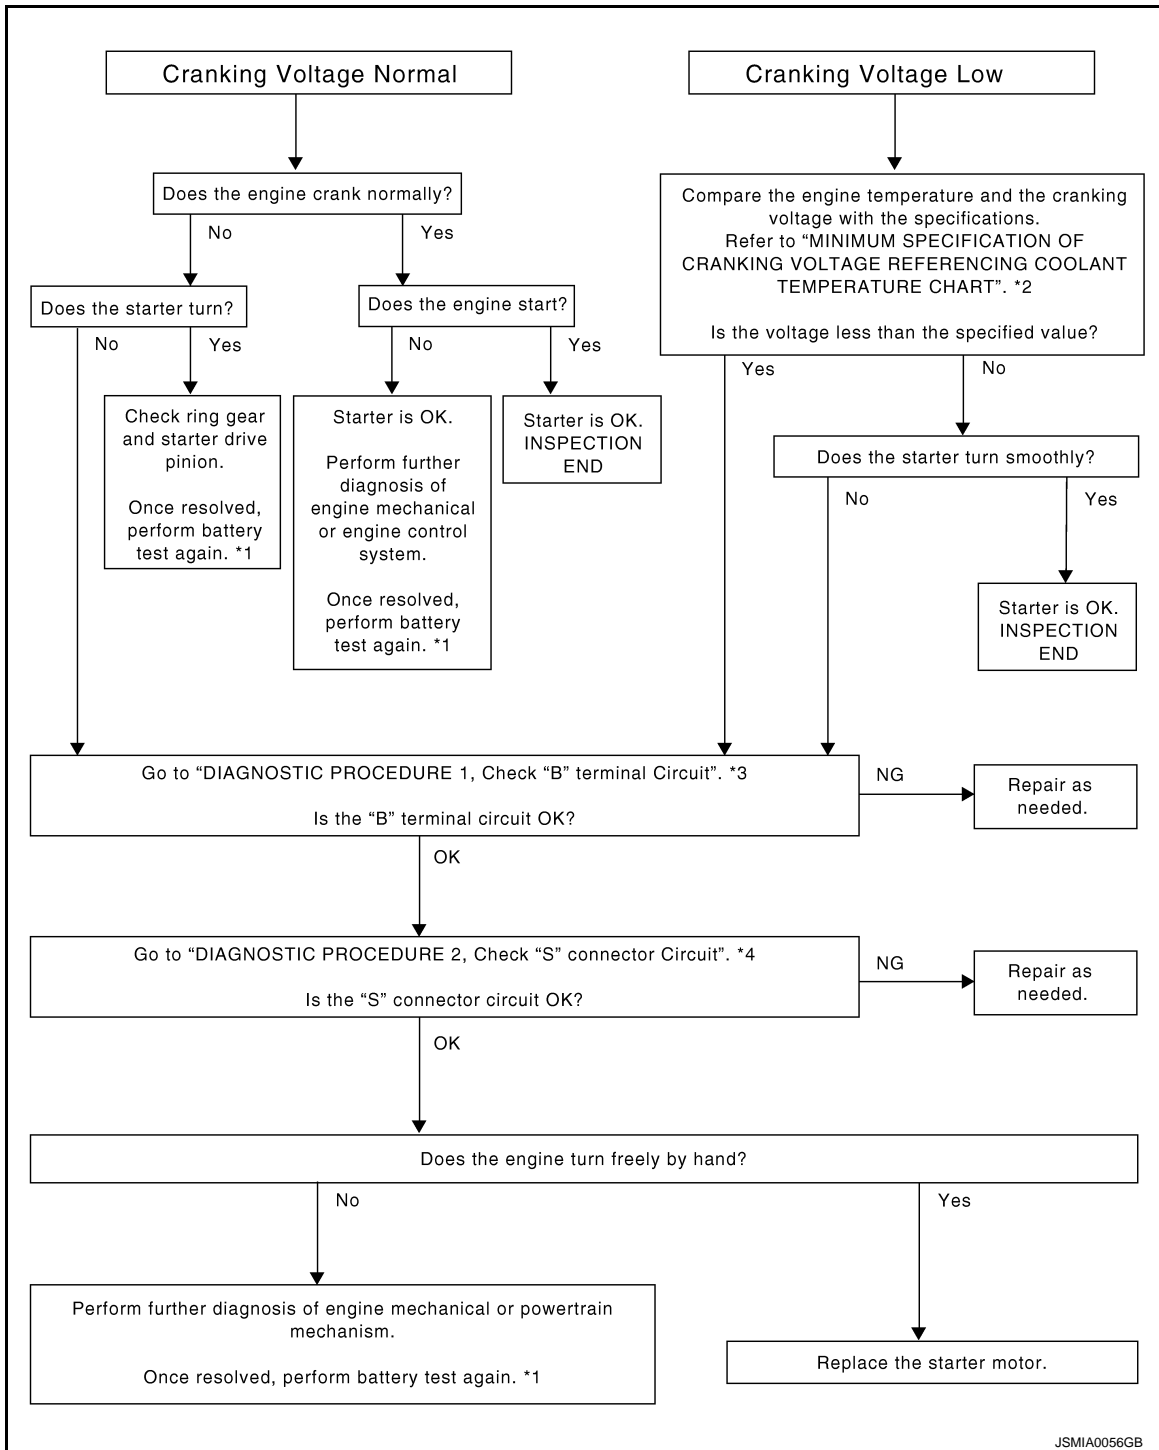 Cranking Voltage Normal
Does the engine crank normally?
No
Yes
Does the starter turn?
No
Yes
Does the engine start?
No
Yes
Check ring gear
and starter drive
pinion.
Once resolved,
perform battery
test again. *1
Starter is OK.
Perform further
diagnosis of
engine mechanical
or engine control
system.
Once resolved,
perform battery
test again. *1
Starter is OK.
INSPECTION
END
Cranking Voltage Low
Compare the engine temperature and the cranking
voltage with the specifications.
Refer to “MINIMUM SPECIFICATION OF
CRANKING VOLTAGE REFERENCING COOLANT
TEMPERATURE CHART”. *2
Is the voltage less than the specified value?
Yes
No
Does the starter turn smoothly?
No
Yes
Starter is OK.
INSPECTION
END
Go to “DIAGNOSTIC PROCEDURE 1, Check “B” terminal Circuit”. *3
Is the “B” terminal circuit OK?
NG
Repair as
needed.
OK
Go to “DIAGNOSTIC PROCEDURE 2, Check “S” connector Circuit”. *4
Is the “S” connector circuit OK?
NG
Repair as
needed.
OK
Does the engine turn freely by hand?
No
Yes
Perform further diagnosis of engine mechanical or powertrain
mechanism.
Once resolved, perform battery test again. *1
Replace the starter motor.
JSMIA0056GB